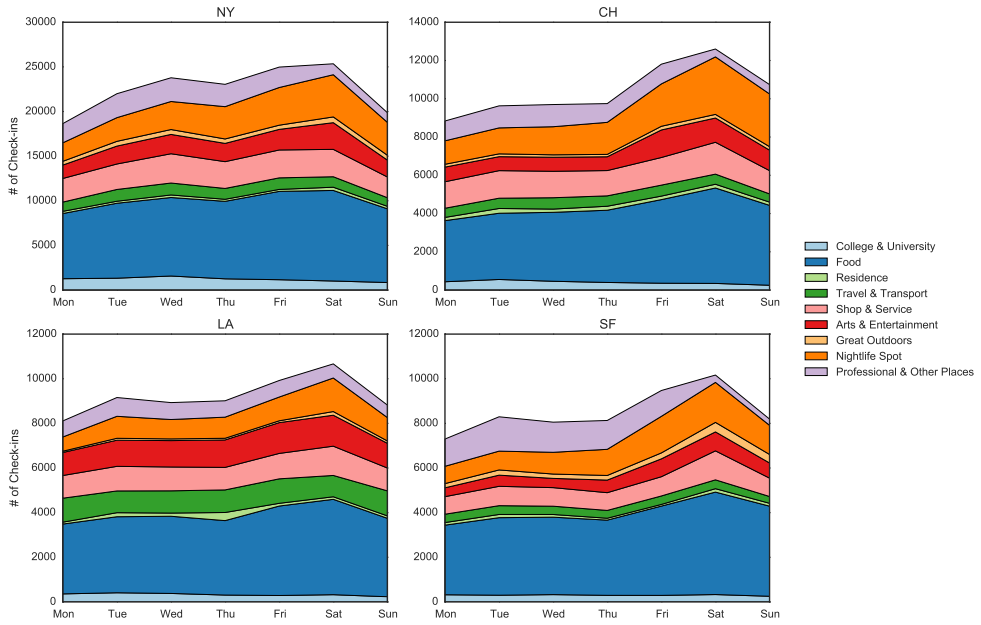 NY
30000
25000
20000
15000
10000
5000
0
# of Check-ins
Mon Tue Wed Thu Fri Sat Sun
CH
14000
12000
10000
8000
6000
4000
2000
0
Mon Tue Wed Thu Fri Sat Sun
LA
12000
10000
8000
6000
4000
2000
0
# of Check-ins
Mon Tue Wed Thu Fri Sat Sun
SF
12000
10000
8000
6000
4000
2000
0
Mon Tue Wed Thu Fri Sat Sun
College & University
Food
Residence
Travel & Transport
Shop & Service
Arts & Entertainment
Great Outdoors
Nightlife Spot
Professional & Other Places